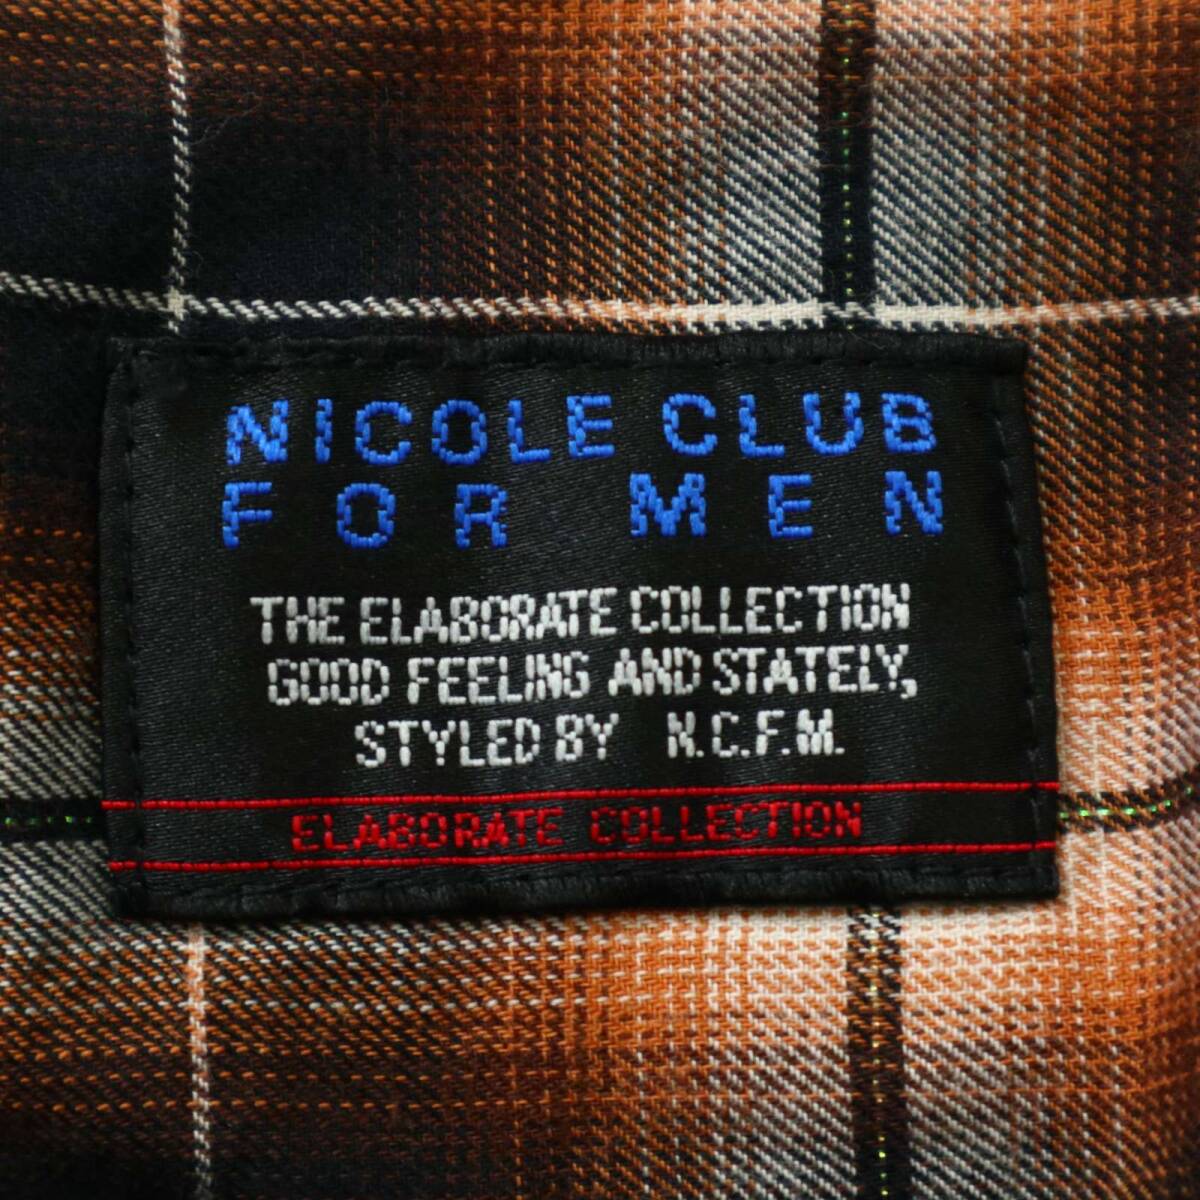 NICOLE CLUB
FOR MEN
THE ELABORATE COLLECTION
GOOD FEELING AND STATELY,
STYLED BY N.C.F.M.
ELABORATE COLLECTION